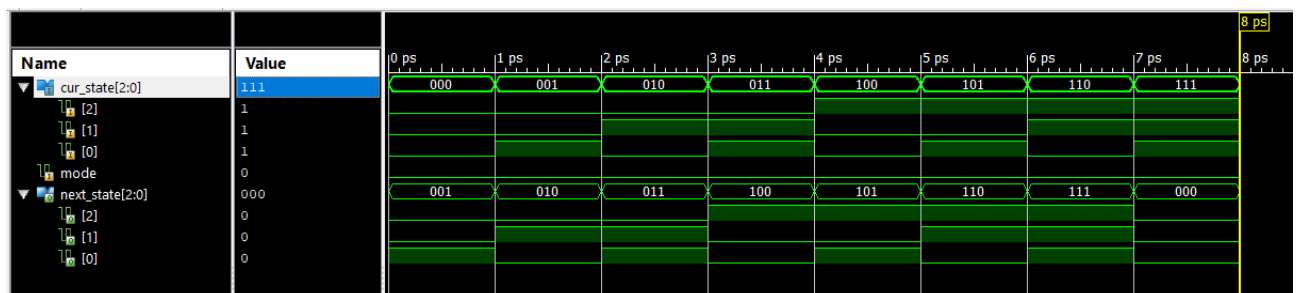 8 ps
Name Value 0 ps 1 ps 2 ps 3 ps 4 ps 5 ps 6 ps 7 ps 8 ps
cur_state[2:0] 111 000 001 010 011 100 101 110 111
[2] 1
[1] 1
[0] 1
mode 0
next_state[2:0] 000 001 010 011 100 101 110 111 000
[2] 0
[1] 0
[0] 0